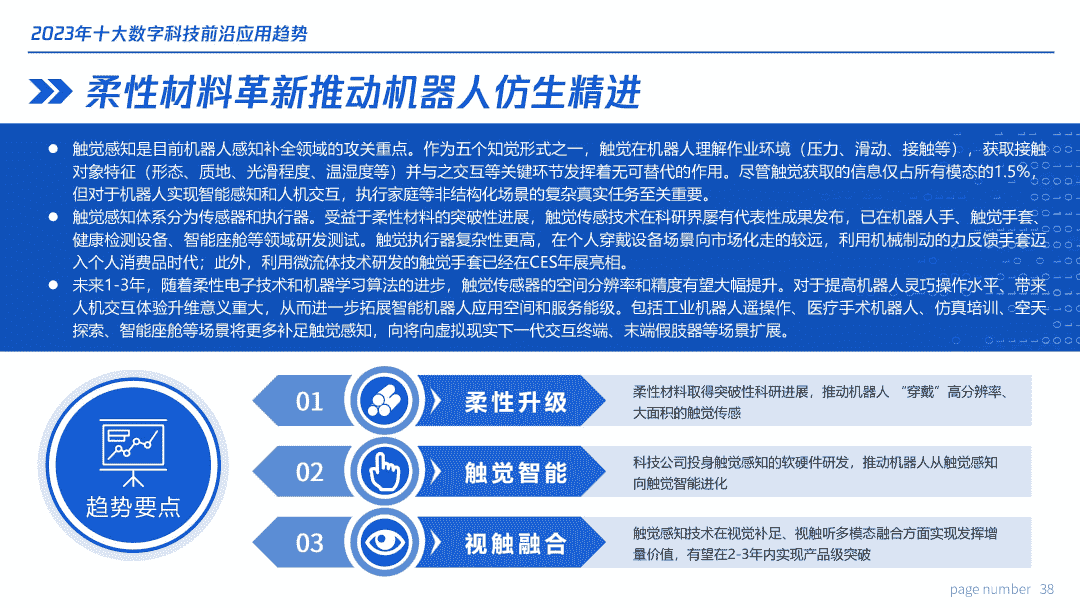 2023年十大数字科技前沿应用趋势
柔性材料革新推动机器人仿生精进
● 触觉感知是目前机器人感知补全领域的攻关重点。作为五个知觉形式之一，触觉在机器人理解作业环境（压力、滑动、接触等），获取接触
对象特征（形态、质地、光滑程度、温湿度等）并与之交互等关键环节发挥着无可替代的作用。尽管触觉获取的信息仅占所有模态的1.5%，
但对于机器人实现智能感知和人机交互，执行家庭等非结构化场景的复杂真实任务至关重要。
● 触觉感知体系分为传感器和执行器。受益于柔性材料的突破性进展，触觉传感技术在科研界屡有代表性成果发布，已在机器人手、触觉手套、
健康检测设备、智能座舱等领域研发测试。触觉执行器复杂性更高，在个人穿戴设备场景向市场化走的较远，利用机械制动的力反馈手套迈
入个人消费品时代；此外，利用微流体技术研发的触觉手套已经在CES年展亮相。
● 未来1-3年，随着柔性电子技术和机器学习算法的进步，触觉传感器的空间分辨率和精度有望大幅提升。对于提高机器人灵巧操作水平、带来
人机交互体验升维意义重大，从而进一步拓展智能机器人应用空间和服务能级。包括工业机器人遥操作、医疗手术机器人、仿真培训、空天
探索、智能座舱等场景将更多补足触觉感知，向将向虚拟现实下一代交互终端、末端假肢器等场景扩展。
趋势要点
01
柔性升级
柔性材料取得突破性科研进展，推动机器人 “穿戴”高分辨率、
大面积的触觉传感
02
触觉智能
科技公司投身触觉感知的软硬件研发，推动机器人从触觉感知
向触觉智能进化
03
视触融合
触觉感知技术在视觉补足、视触听多模态融合方面实现发挥增
量价值，有望在2-3年内实现产品级突破
page number 38